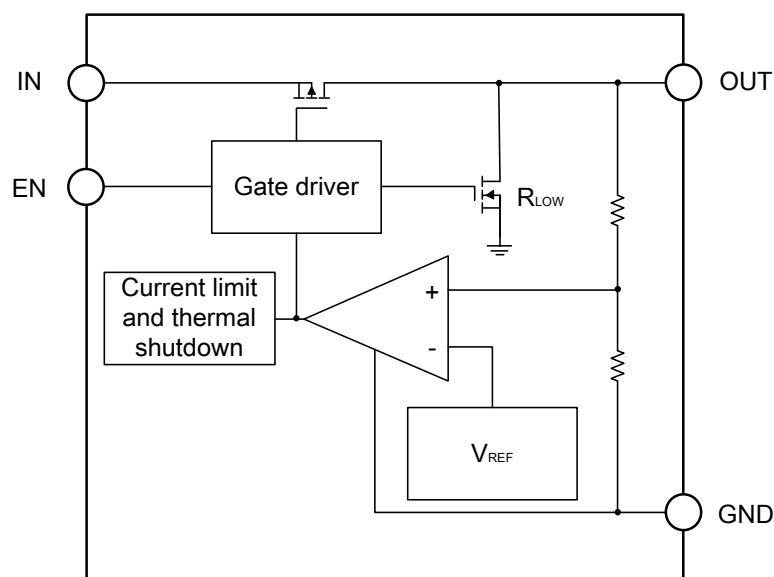 IN
OUT
EN
Gate driver
RLOW
Current limit
and thermal
shutdown
+
-
VREF
GND